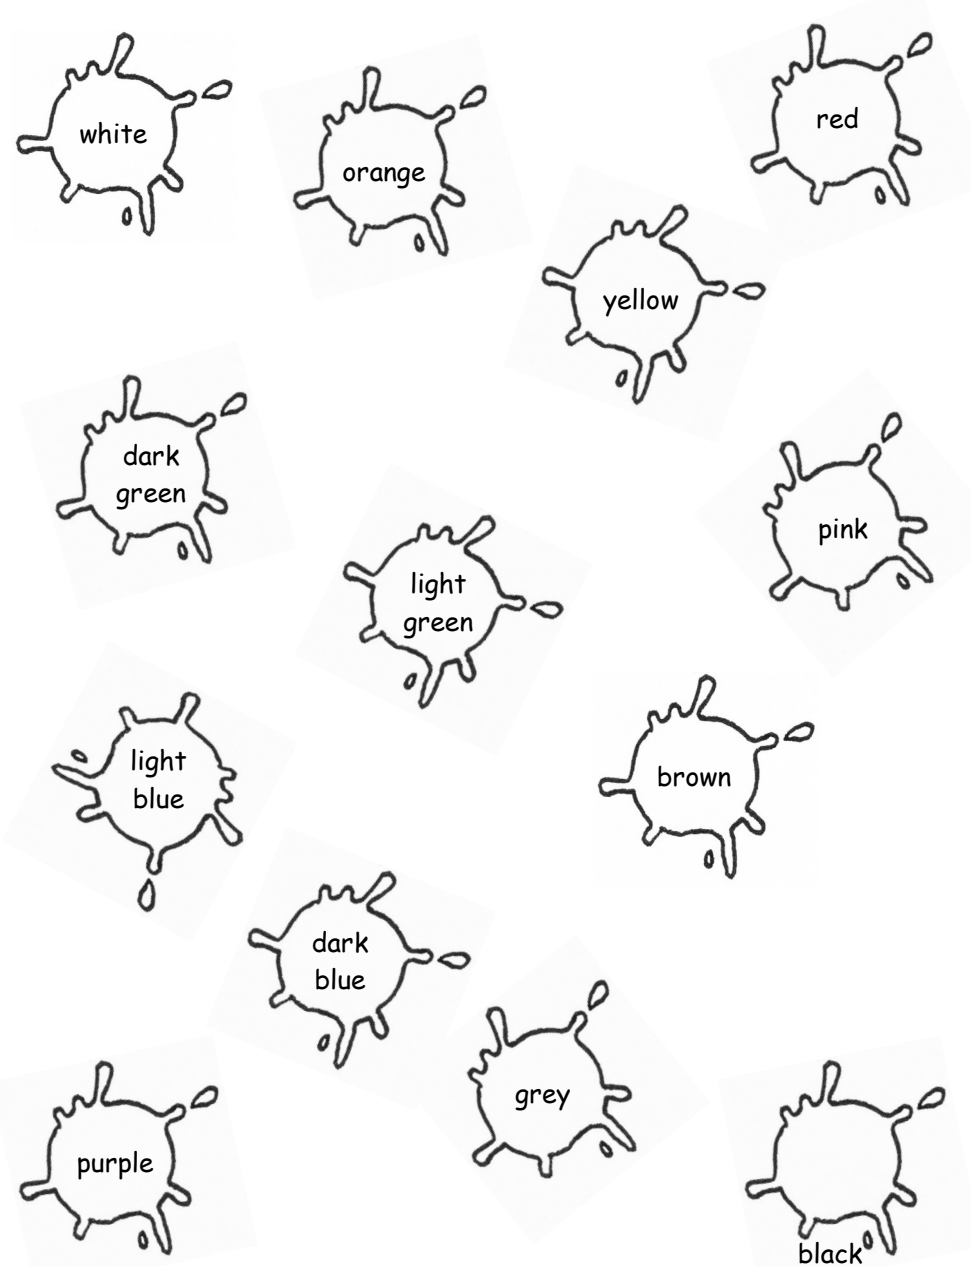 white
orange
red
yellow
dark
green
pink
light
green
light
blue
brown
dark
blue
grey
purple
black